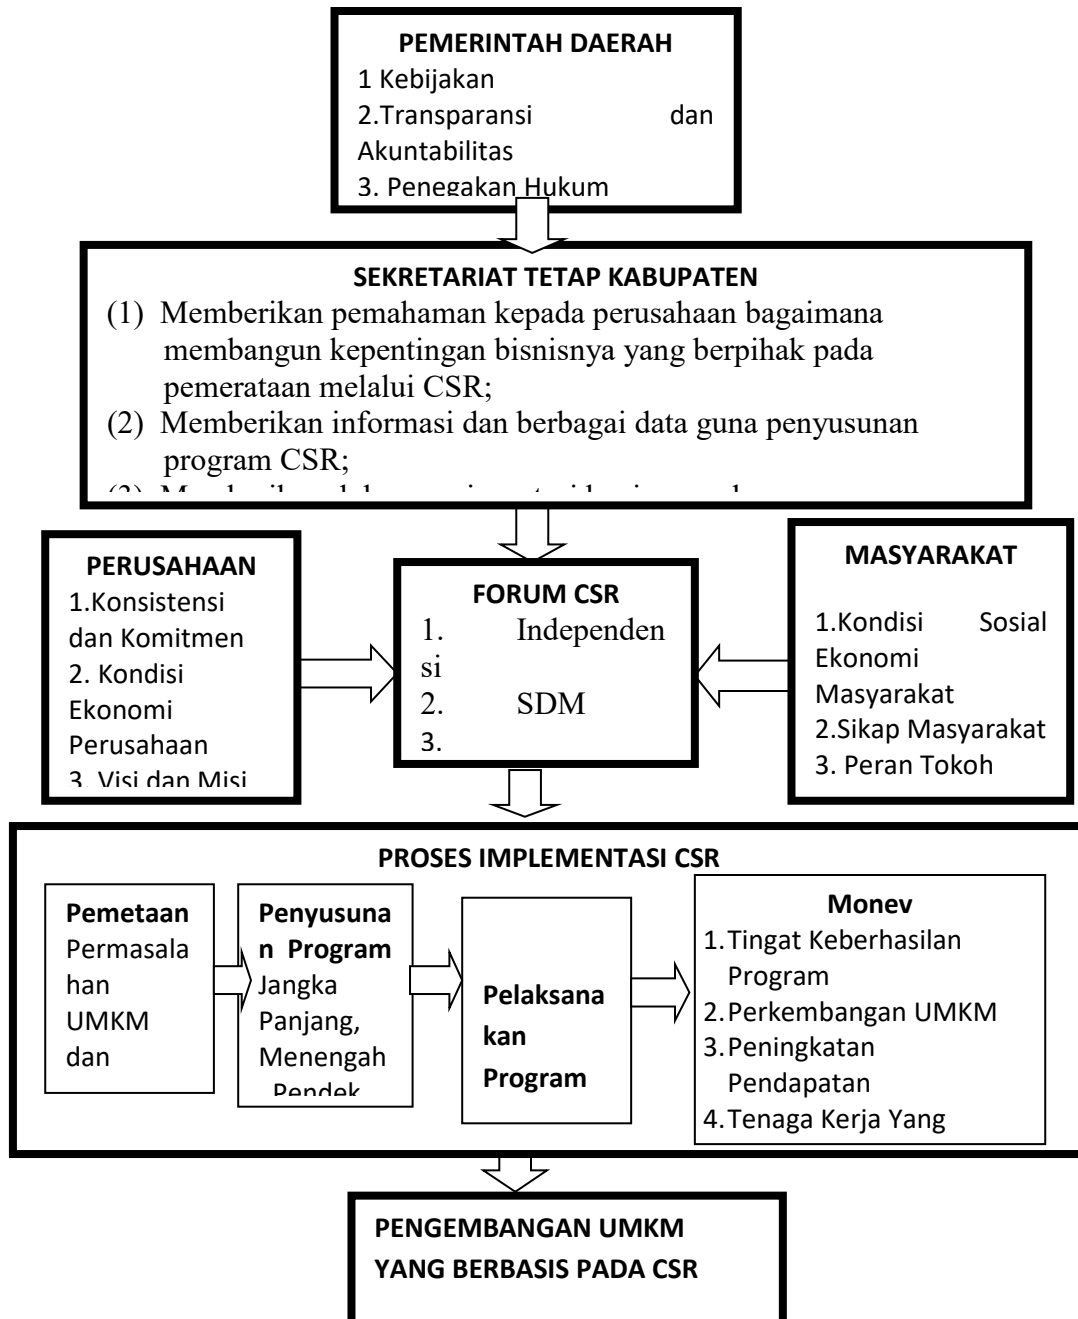 PEMERINTAH DAERAH
1 Kebijakan
2.Transparansi dan
Akuntabilitas
3. Penegakan Hukum
SEKRETARIAT TETAP KABUPATEN
(1) Memberikan pemahaman kepada perusahaan bagaimana
membangun kepentingan bisnisnya yang berpihak pada
pemerataan melalui CSR;
(2) Memberikan informasi dan berbagai data guna penyusunan
program CSR;
PERUSAHAAN
1.Konsistensi
dan Komitmen
2. Kondisi
Ekonomi
Perusahaan
3. Visi dan Misi
FORUM CSR
1. Independen
si
2. SDM
3.
MASYARAKAT
1.Kondisi Sosial
Ekonomi
Masyarakat
2.Sikap Masyarakat
3. Peran Tokoh
PROSES IMPLEMENTASI CSR
Pemetaan
Permasala
han
UMKM
dan
Penyusuna
n Program
Jangka
Panjang,
Menengah
Pendek
Pelaksana
kan
Program
Monev
1.Tingat Keberhasilan
Program
2.Perkembangan UMKM
3.Peningkatan
Pendapatan
4.Tenaga Kerja Yang
PENGEMBANGAN UMKM
YANG BERBASIS PADA CSR